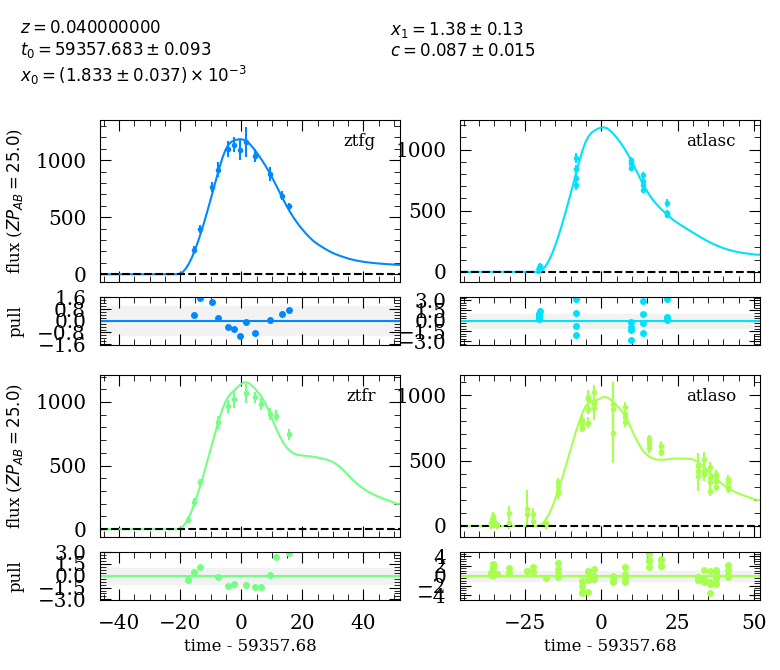 z = 0.040000000
t₀ = 59357.683 ± 0.093
x₀ = (1.833 ± 0.037) × 10⁻³
x₁ = 1.38 ± 0.13
c = 0.087 ± 0.015
ztfg
atlasc
flux (ZP_AB = 25.0)
1000
500
0
1000
500
0
pull
1.6
0.8
0.0
−0.8
−1.6
3.0
1.5
0.0
−1.5
−3.0
ztfr
atlaso
flux (ZP_AB = 25.0)
1000
500
0
1000
500
0
pull
3.0
1.5
0.0
−1.5
−3.0
4
2
0
−2
−4
−40
−20
0
20
40
−25
0
25
50
time - 59357.68
time - 59357.68